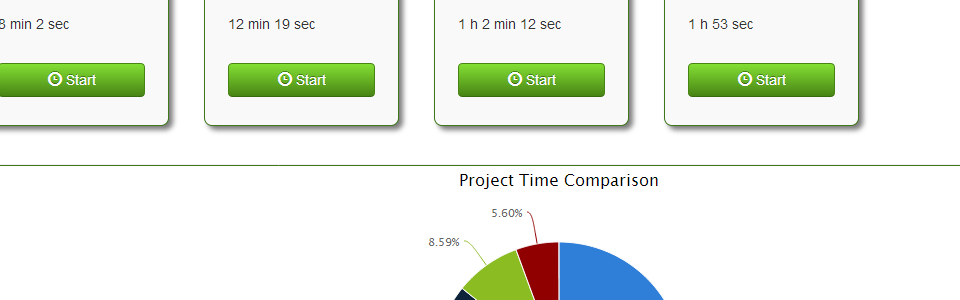 8 min 2 sec
12 min 19 sec
1 h 2 min 12 sec
1 h 53 sec
Start
Start
Start
Start
Project Time Comparison
5.60%
8.59%